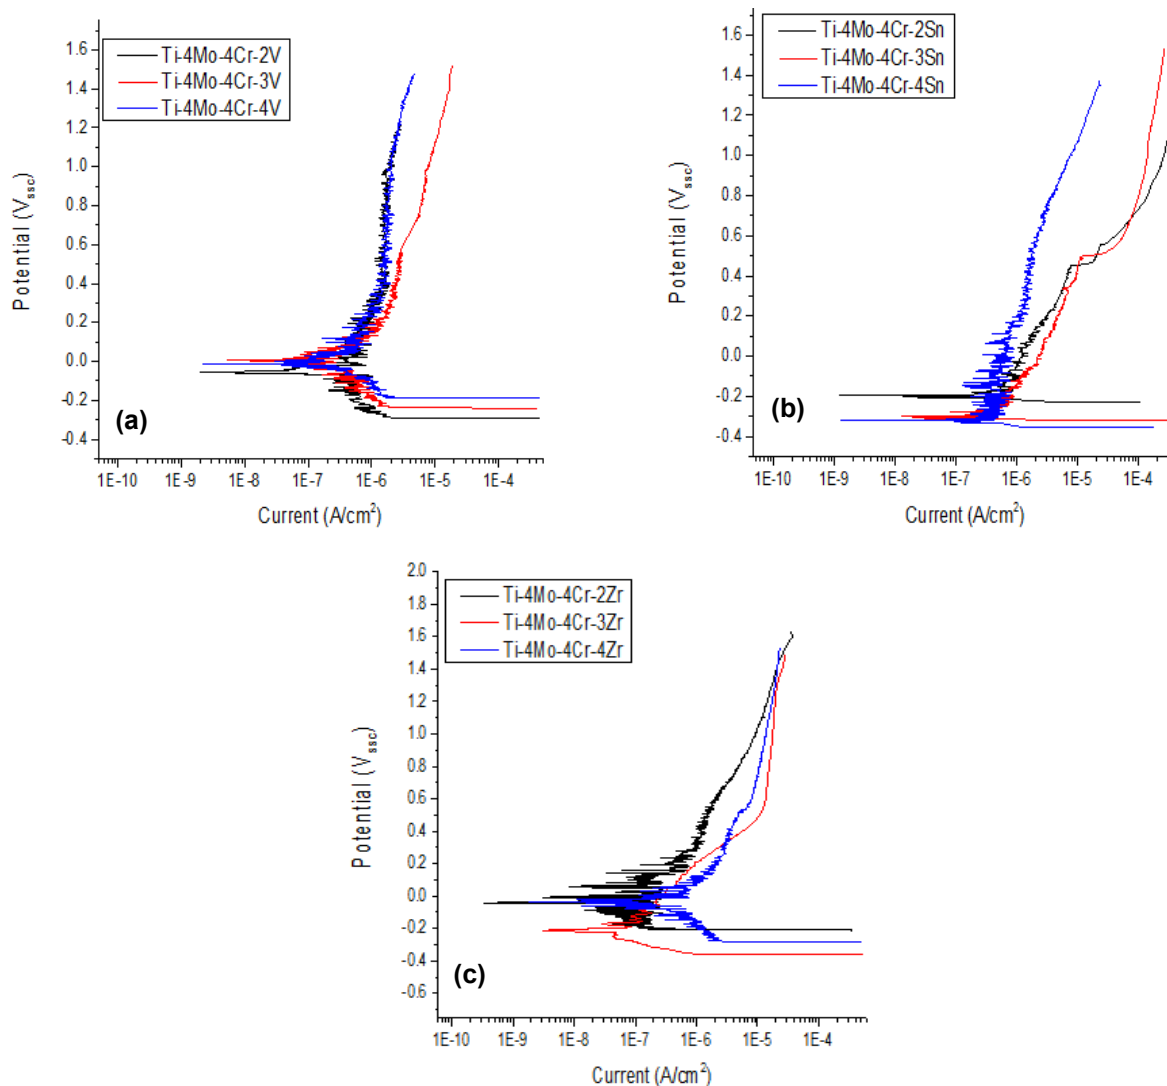 Ti-4Mo-4Cr-2V
Ti-4Mo-4Cr-3V
Ti-4Mo-4Cr-4V
1.6
1.4
1.2
1.0
0.8
0.6
0.4
0.2
0.0
-0.2
-0.4
Potential (Vssc)
(a)
1E-10 1E-9 1E-8 1E-7 1E-6 1E-5 1E-4
Current (A/cm²)
Ti-4Mo-4Cr-2Sn
Ti-4Mo-4Cr-3Sn
Ti-4Mo-4Cr-4Sn
1.6
1.4
1.2
1.0
0.8
0.6
0.4
0.2
0.0
-0.2
-0.4
Potential (Vssc)
(b)
1E-10 1E-9 1E-8 1E-7 1E-6 1E-5 1E-4
Current (A/cm²)
Ti-4Mo-4Cr-2Zr
Ti-4Mo-4Cr-3Zr
Ti-4Mo-4Cr-4Zr
2.0
1.8
1.6
1.4
1.2
1.0
0.8
0.6
0.4
0.2
0.0
-0.2
-0.4
-0.6
Potential (Vssc)
(c)
1E-10 1E-9 1E-8 1E-7 1E-6 1E-5 1E-4
Current (A/cm²)